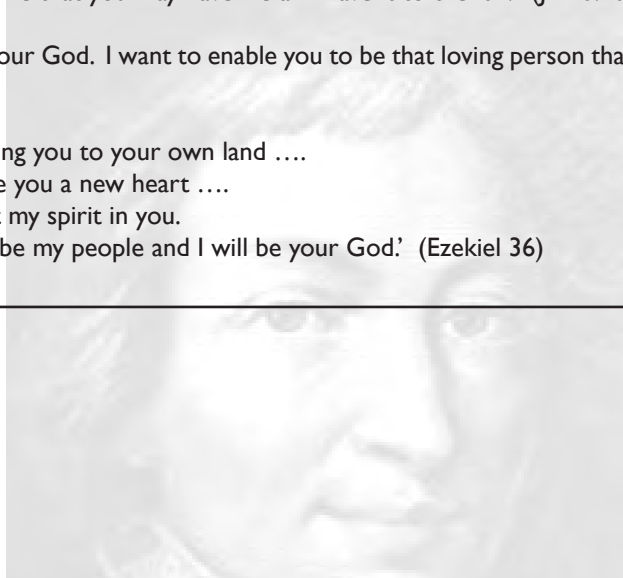 our God. I want to enable you to be that loving person tha
ng you to your own land ….
e you a new heart ….
my spirit in you.
be my people and I will be your God.’ (Ezekiel 36)